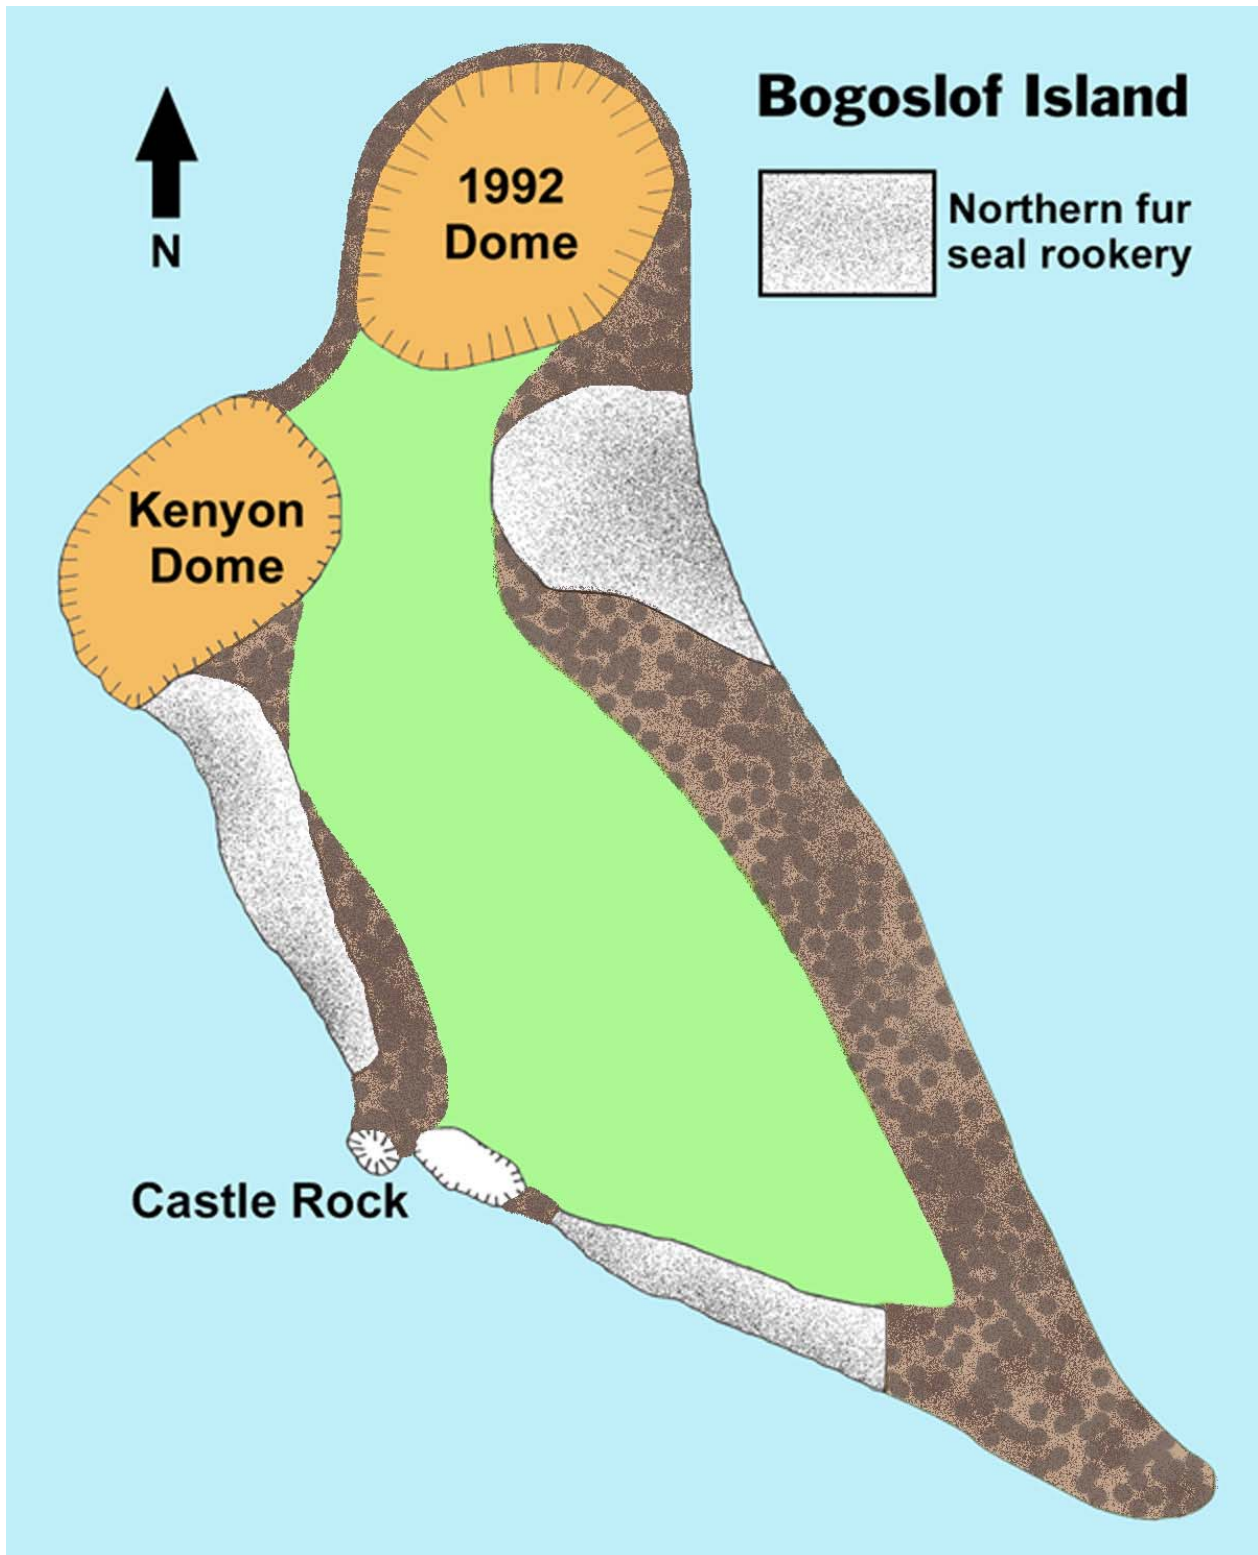 Bogoslof Island
Northern fur
seal rookery
N
1992
Dome
Kenyon
Dome
Castle Rock